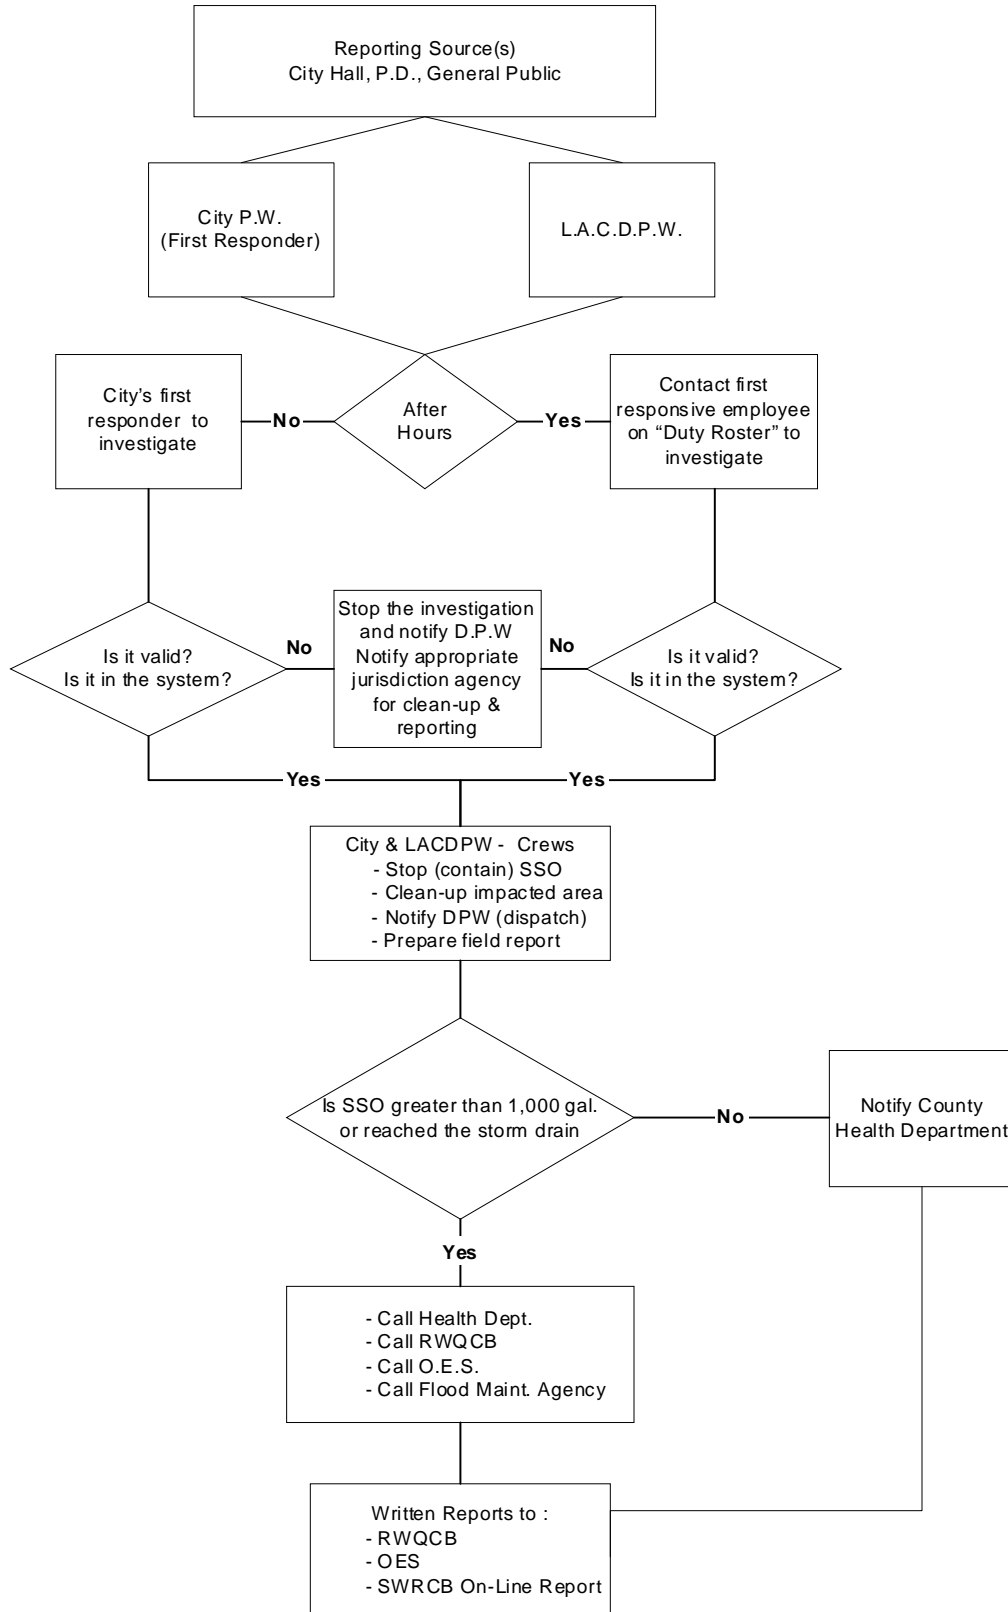 Reporting Source(s)
City Hall, P.D., General Public
City P.W.
(First Responder)
L.A.C.D.P.W.
City's first
responder to
investigate
No
After
Hours
Yes
Contact first
responsive employee
on “Duty Roster” to
investigate
Is it valid?
Is it in the system?
No
Stop the investigation
and notify D.P.W
Notify appropriate
jurisdiction agency
for clean-up &
reporting
No
Is it valid?
Is it in the system?
Yes
Yes
City & LACDPW - Crews
- Stop (contain) SSO
- Clean-up impacted area
- Notify DPW (dispatch)
- Prepare field report
Is SSO greater than 1,000 gal.
or reached the storm drain
No
Notify County
Health Department
Yes
- Call Health Dept.
- Call RWQCB
- Call O.E.S.
- Call Flood Maint. Agency
Written Reports to :
- RWQCB
- OES
- SWRCB On-Line Report